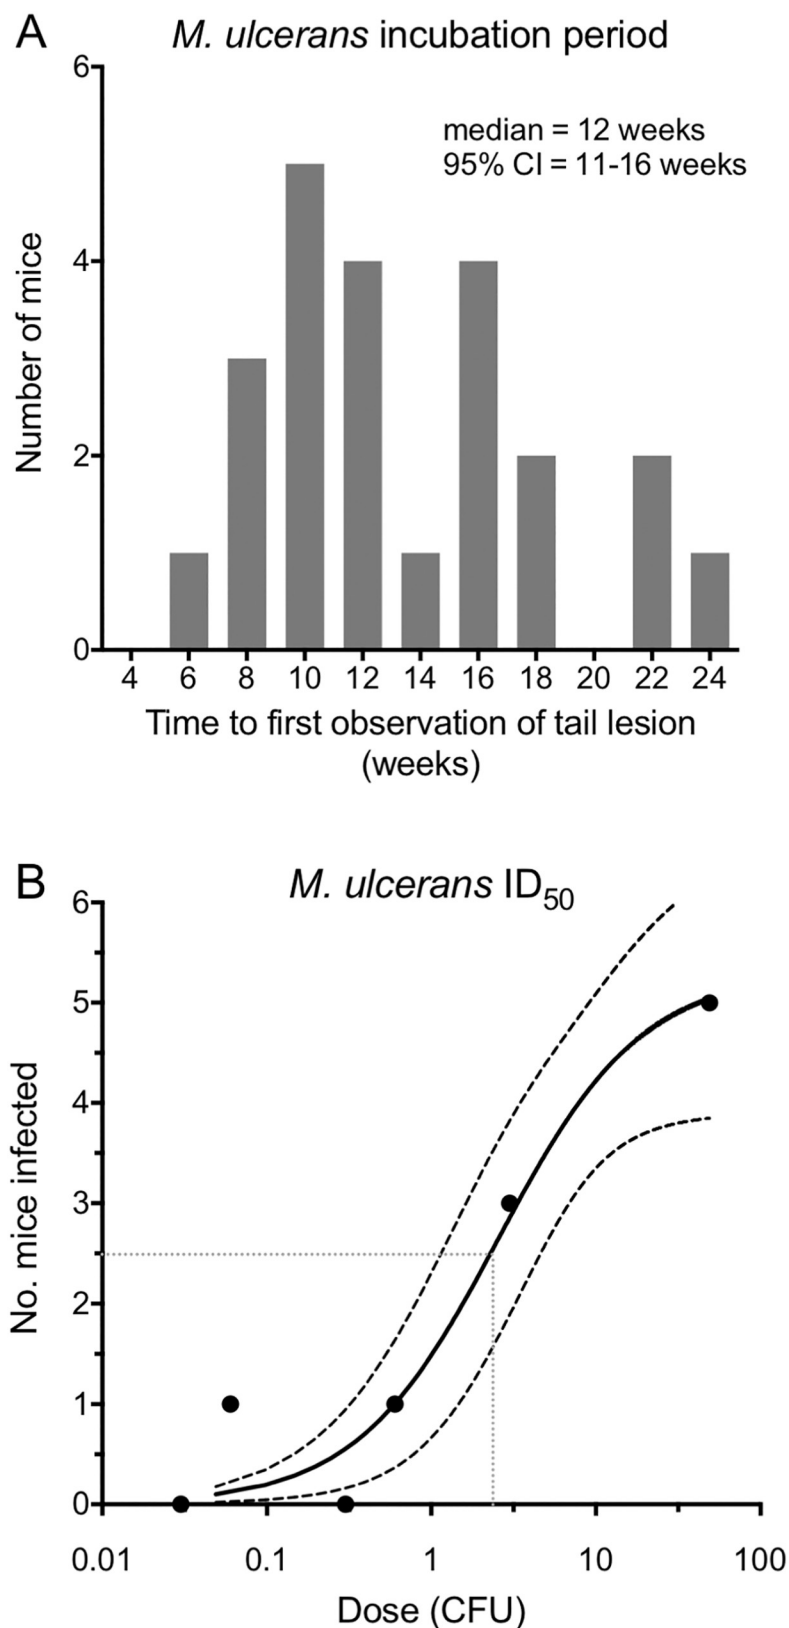 A
M. ulcerans incubation period
median = 12 weeks
95% CI = 11-16 weeks
Number of mice
6
4
2
0
4 6 8 10 12 14 16 18 20 22 24
Time to first observation of tail lesion
(weeks)
B
M. ulcerans ID50
No. mice infected
6
5
4
3
2
1
0
0.01 0.1 1 10 100
Dose (CFU)